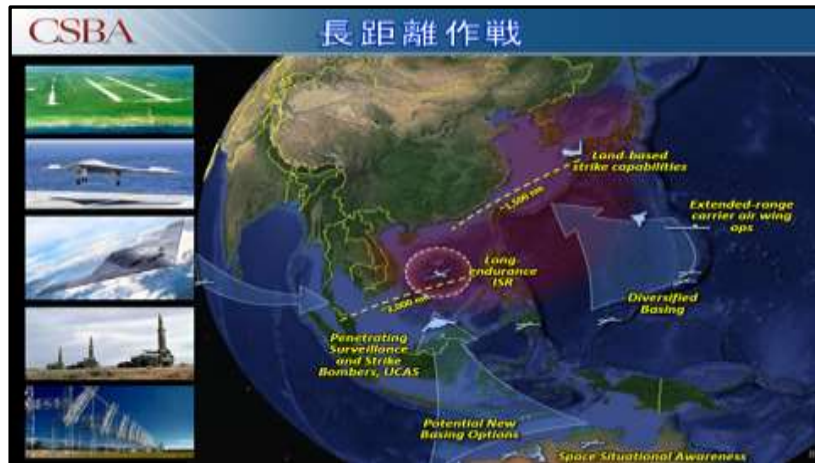 CSBA
長距離作戦
Land-based
strike capabilities
~1,500 nm
Extended-range
carrier air wing
ops
Long-
endurance
ISR
~2,000 nm
Diversified
Basing
Penetrating
Surveillance
and Strike
Bombers, UCAS
Potential New
Basing Options
Space Situational Awareness